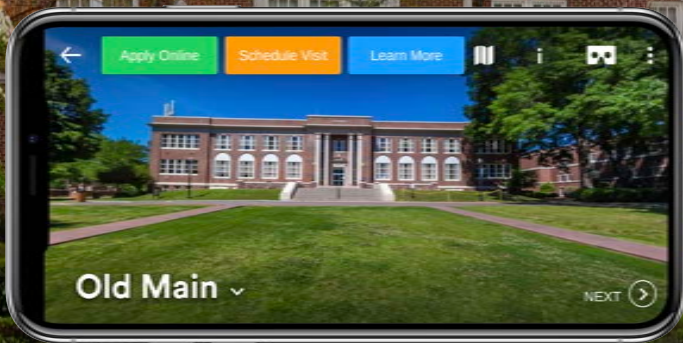 Apply Online
Schedule Visit
Learn More
i
Old Main
NEXT